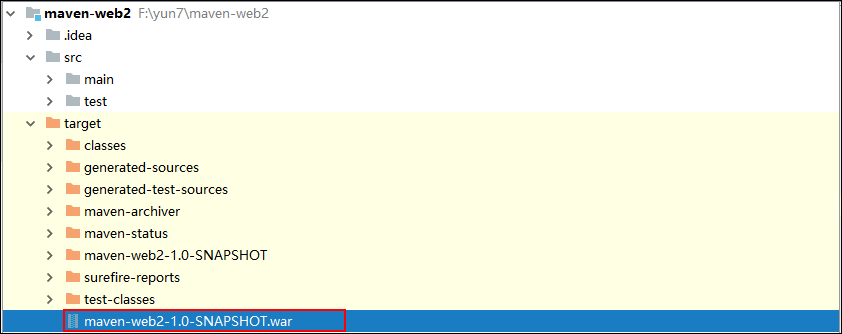 maven-web2 F:\yun7\maven-web2
.idea
src
main
test
target
classes
generated-sources
generated-test-sources
maven-archiver
maven-status
maven-web2-1.0-SNAPSHOT
surefire-reports
test-classes
maven-web2-1.0-SNAPSHOT.war